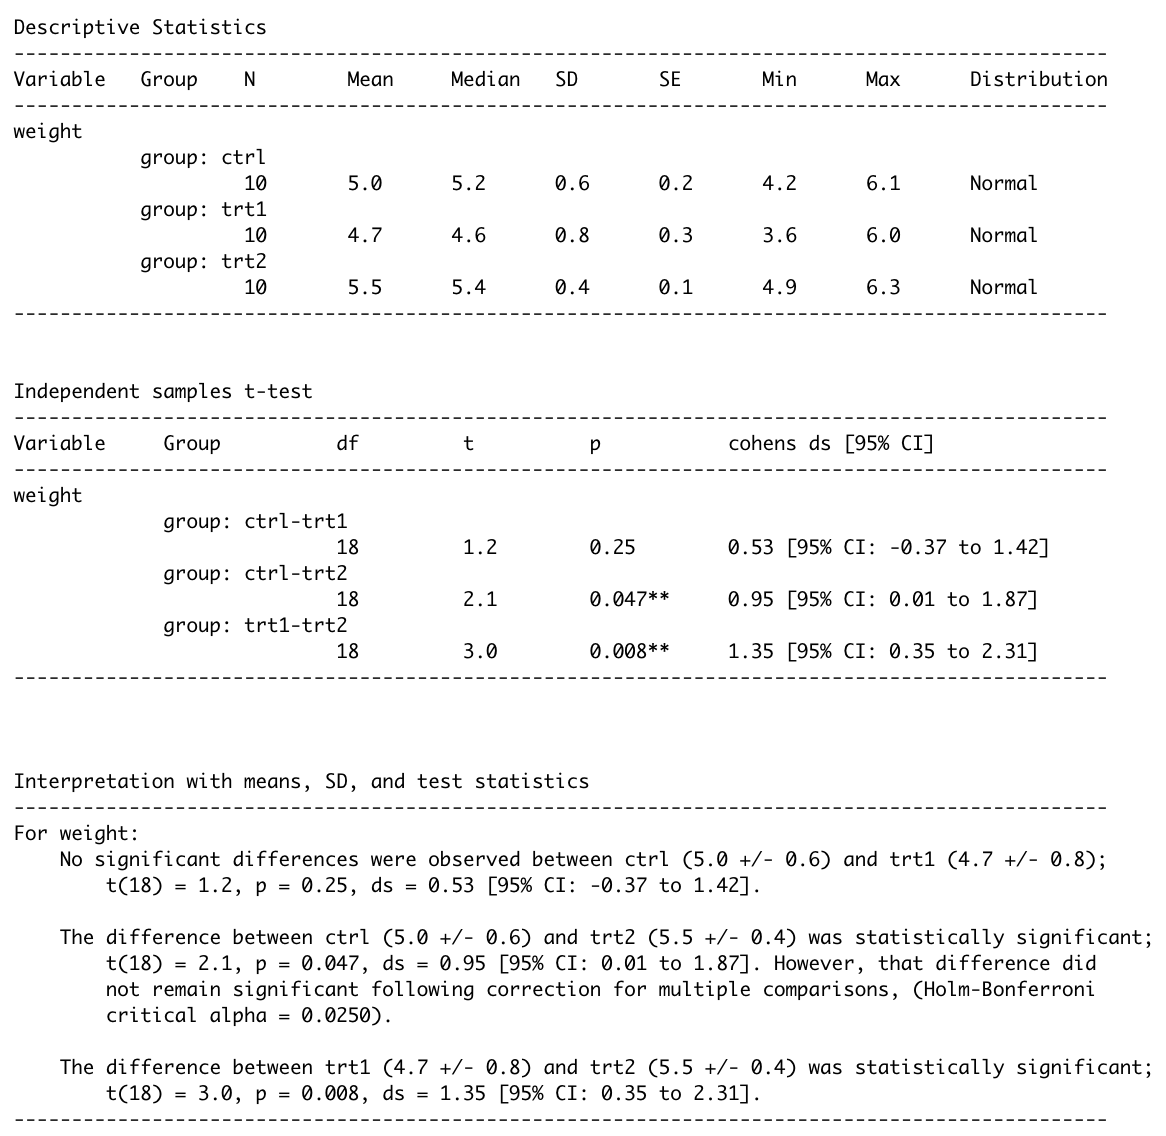 Descriptive Statistics
-----------------------------------------------------------------------------------------------
Variable   Group    N        Mean     Median   SD       SE       Min      Max      Distribution
-----------------------------------------------------------------------------------------------
weight
           group: ctrl
                    10       5.0      5.2      0.6      0.2      4.2      6.1      Normal
           group: trt1
                    10       4.7      4.6      0.8      0.3      3.6      6.0      Normal
           group: trt2
                    10       5.5      5.4      0.4      0.1      4.9      6.3      Normal
-----------------------------------------------------------------------------------------------
Independent samples t-test
-----------------------------------------------------------------------------------------------
Variable     Group          df         t          p           cohens ds [95% CI]
-----------------------------------------------------------------------------------------------
weight
             group: ctrl-trt1
                            18         1.2        0.25        0.53 [95% CI: -0.37 to 1.42]
             group: ctrl-trt2
                            18         2.1        0.047**     0.95 [95% CI: 0.01 to 1.87]
             group: trt1-trt2
                            18         3.0        0.008**     1.35 [95% CI: 0.35 to 2.31]
-----------------------------------------------------------------------------------------------
Interpretation with means, SD, and test statistics
-----------------------------------------------------------------------------------------------
For weight:
    No significant differences were observed between ctrl (5.0 +/- 0.6) and trt1 (4.7 +/- 0.8);
        t(18) = 1.2, p = 0.25, ds = 0.53 [95% CI: -0.37 to 1.42].
    The difference between ctrl (5.0 +/- 0.6) and trt2 (5.5 +/- 0.4) was statistically significant;
        t(18) = 2.1, p = 0.047, ds = 0.95 [95% CI: 0.01 to 1.87]. However, that difference did
        not remain significant following correction for multiple comparisons, (Holm-Bonferroni
        critical alpha = 0.0250).
    The difference between trt1 (4.7 +/- 0.8) and trt2 (5.5 +/- 0.4) was statistically significant;
        t(18) = 3.0, p = 0.008, ds = 1.35 [95% CI: 0.35 to 2.31].
-----------------------------------------------------------------------------------------------